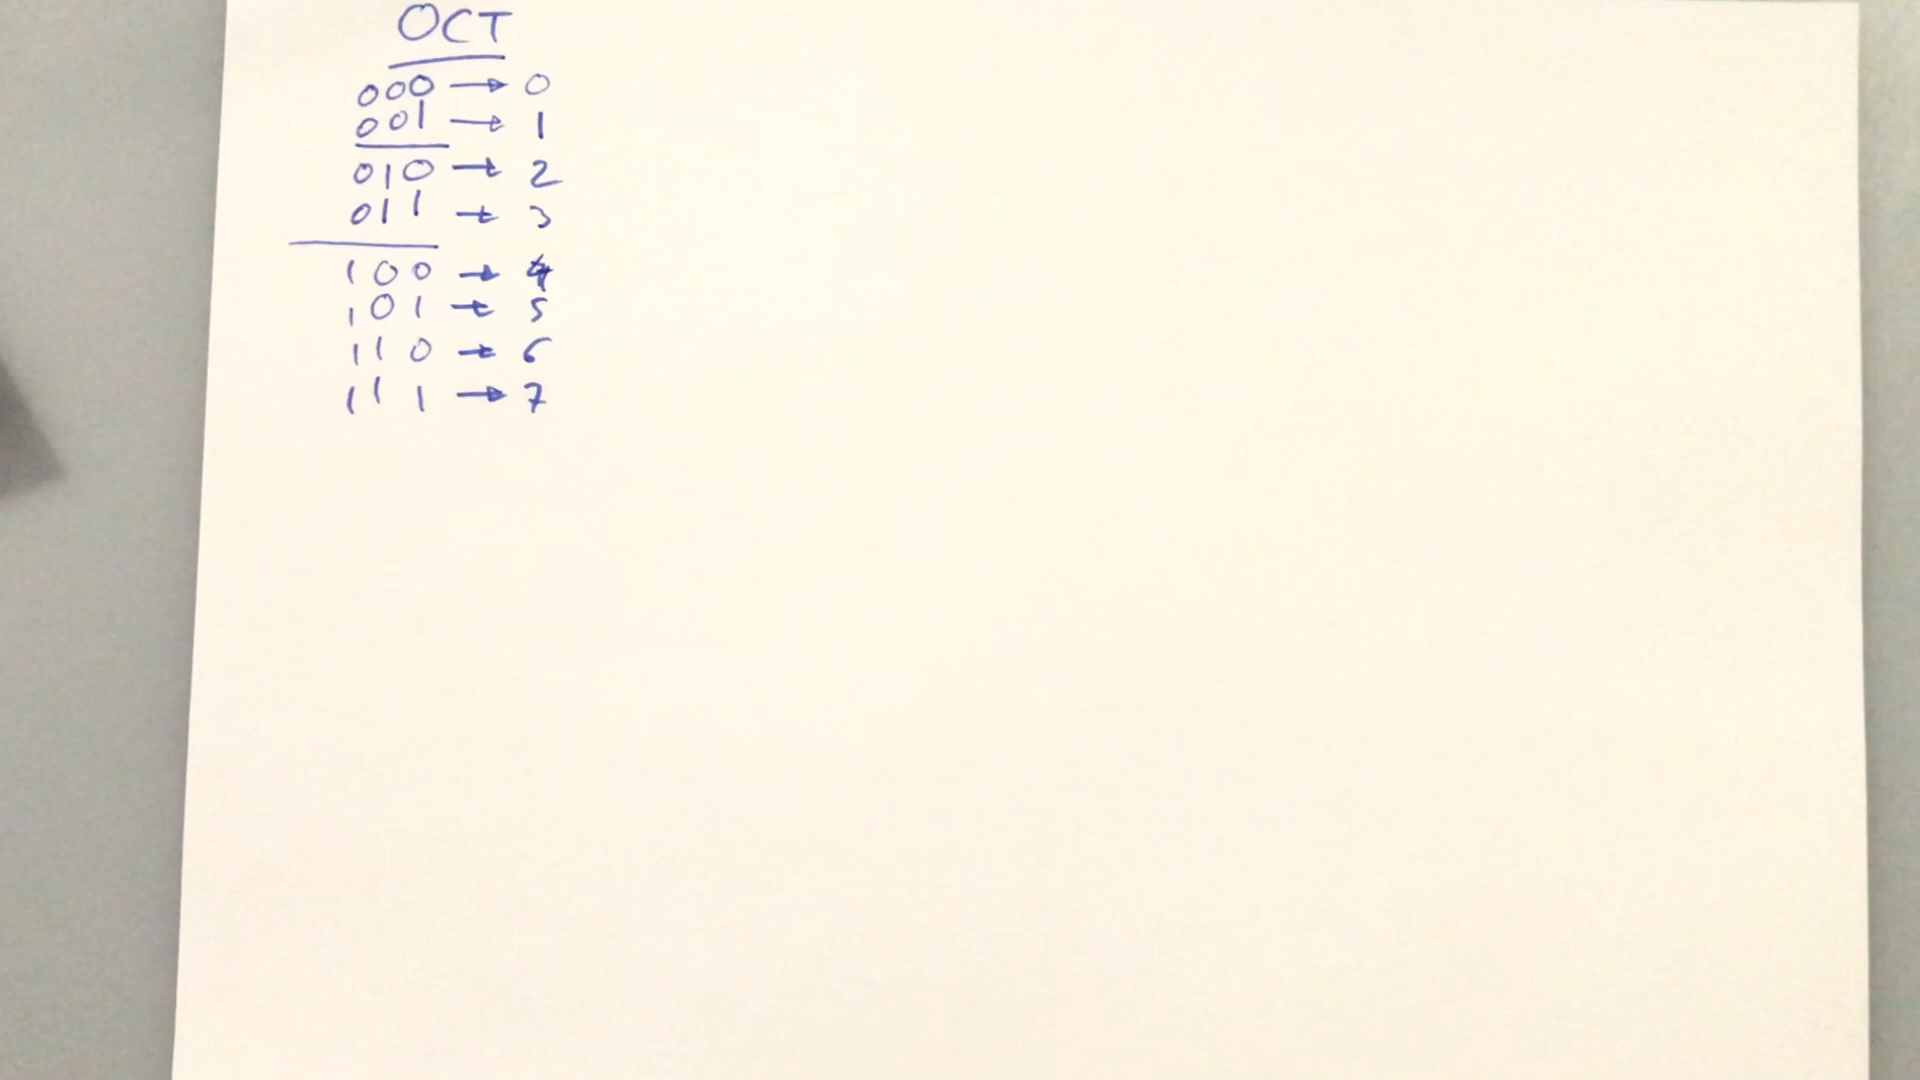 OCT
000 → 0
001 → 1
010 → 2
011 → 3
100 → 4
101 → 5
110 → 6
111 → 7